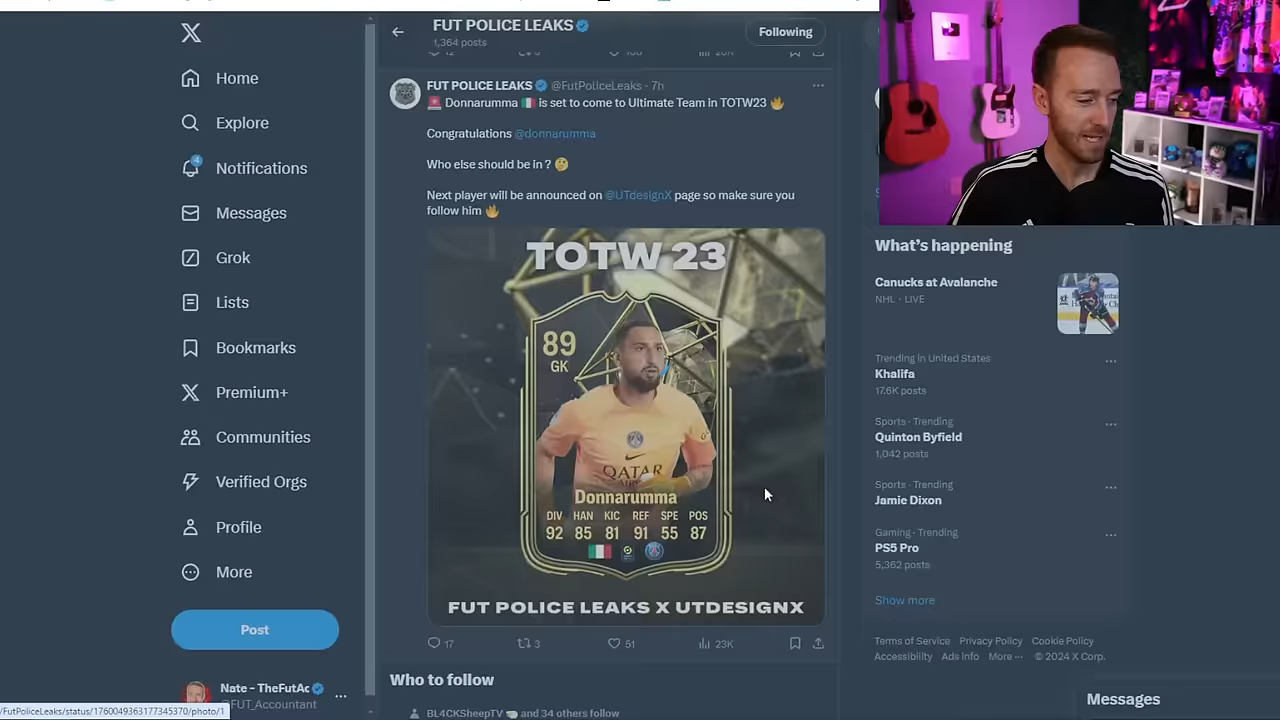 FUT POLICE LEAKS
1,364 posts
Following
Home
Explore
4
Notifications
Messages
Grok
Lists
Bookmarks
Premium+
Communities
Verified Orgs
Profile
More
Post
Nate - TheFutAc
@FUT_Accountant
/FutPoliceLeaks/status/1760049363177345370/photo/1
FUT POLICE LEAKS @FutPoliceLeaks · 7h
🚨 Donnarumma 🇮🇹 is set to come to Ultimate Team in TOTW23 🔥
Congratulations @donnarumma
Who else should be in? 🤔
Next player will be announced on @UTdesignX page so make sure you
follow him 🔥
TOTW 23
89
GK
QATAR
Donnarumma
DIV HAN KIC REF SPE POS
92 85 81 91 55 87
FUT POLICE LEAKS X UTDESIGNX
17 3 51 23K
Who to follow
BL4CKSheepTV and 34 others follow
What's happening
Canucks at Avalanche
NHL · LIVE
Trending in United States
Khalifa
17.6K posts
Sports · Trending
Quinton Byfield
1,042 posts
Sports · Trending
Jamie Dixon
Gaming · Trending
PS5 Pro
5,362 posts
Show more
Terms of Service Privacy Policy Cookie Policy
Accessibility Ads info More ··· © 2024 X Corp.
Messages